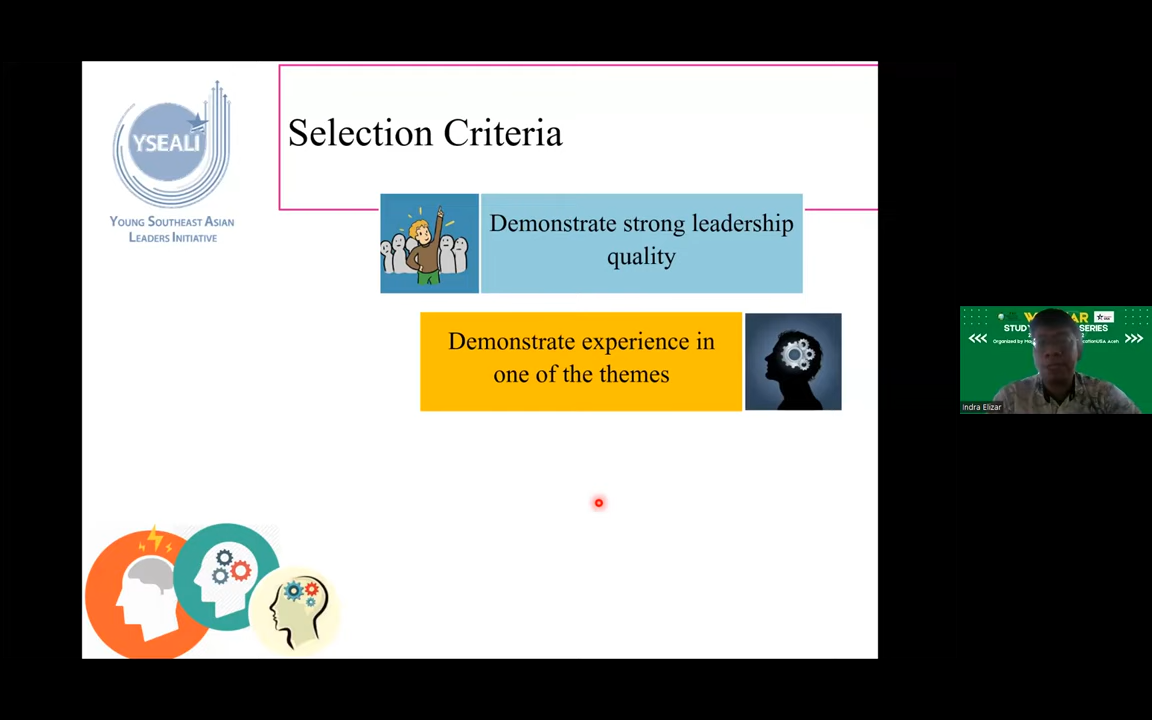 YSEALI
YOUNG SOUTHEAST ASIAN
LEADERS INITIATIVE
Selection Criteria
Demonstrate strong leadership
quality
Demonstrate experience in
one of the themes
Indra Elizar